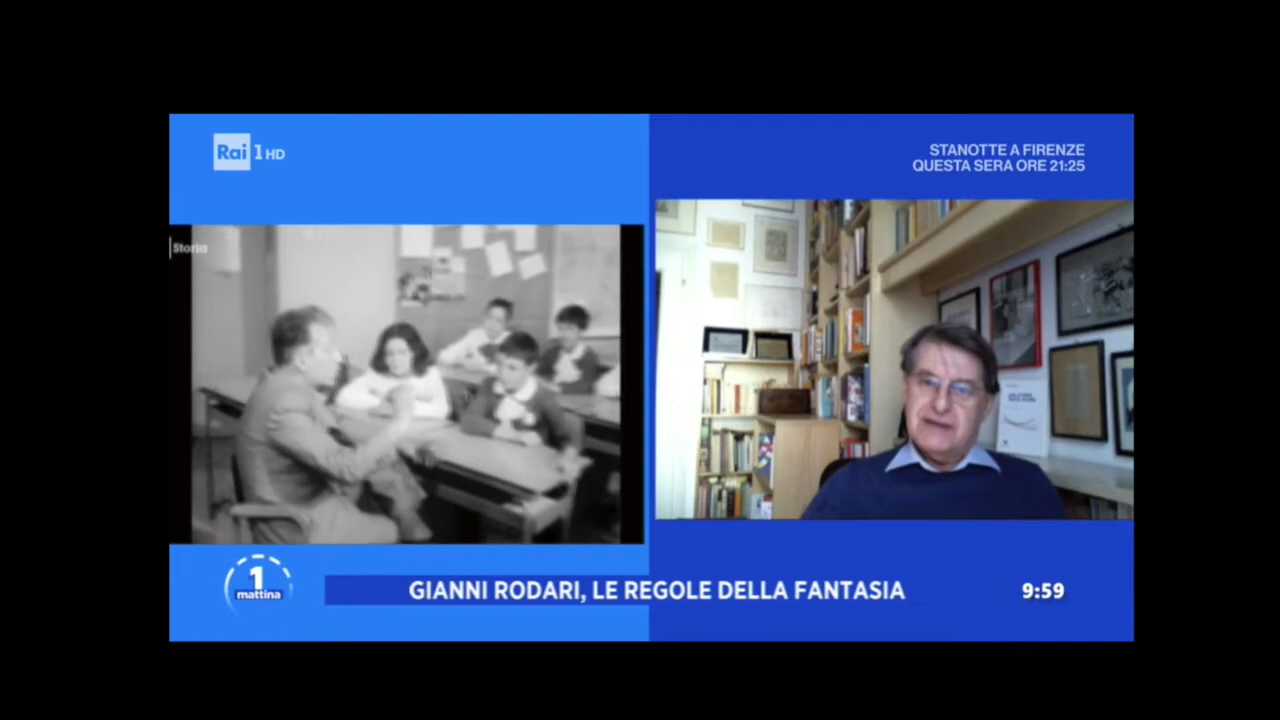 Rai 1 HD
STANOTTE A FIRENZE
QUESTA SERA ORE 21:25
Storia
1
mattina
GIANNI RODARI, LE REGOLE DELLA FANTASIA
9:59